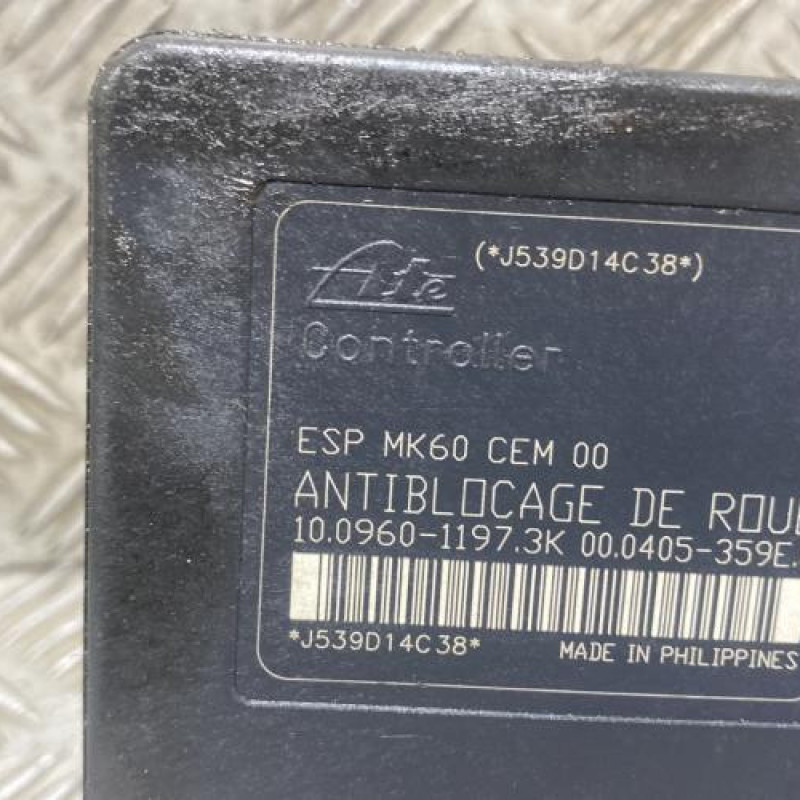 Ate
(*J539D14C38*)
Controller
ESP MK60 CEM 00
ANTIBLOCAGE DE ROU
10.0960-1197.3K 00.0405-359E.
*J539D14C38*
MADE IN PHILIPPINES